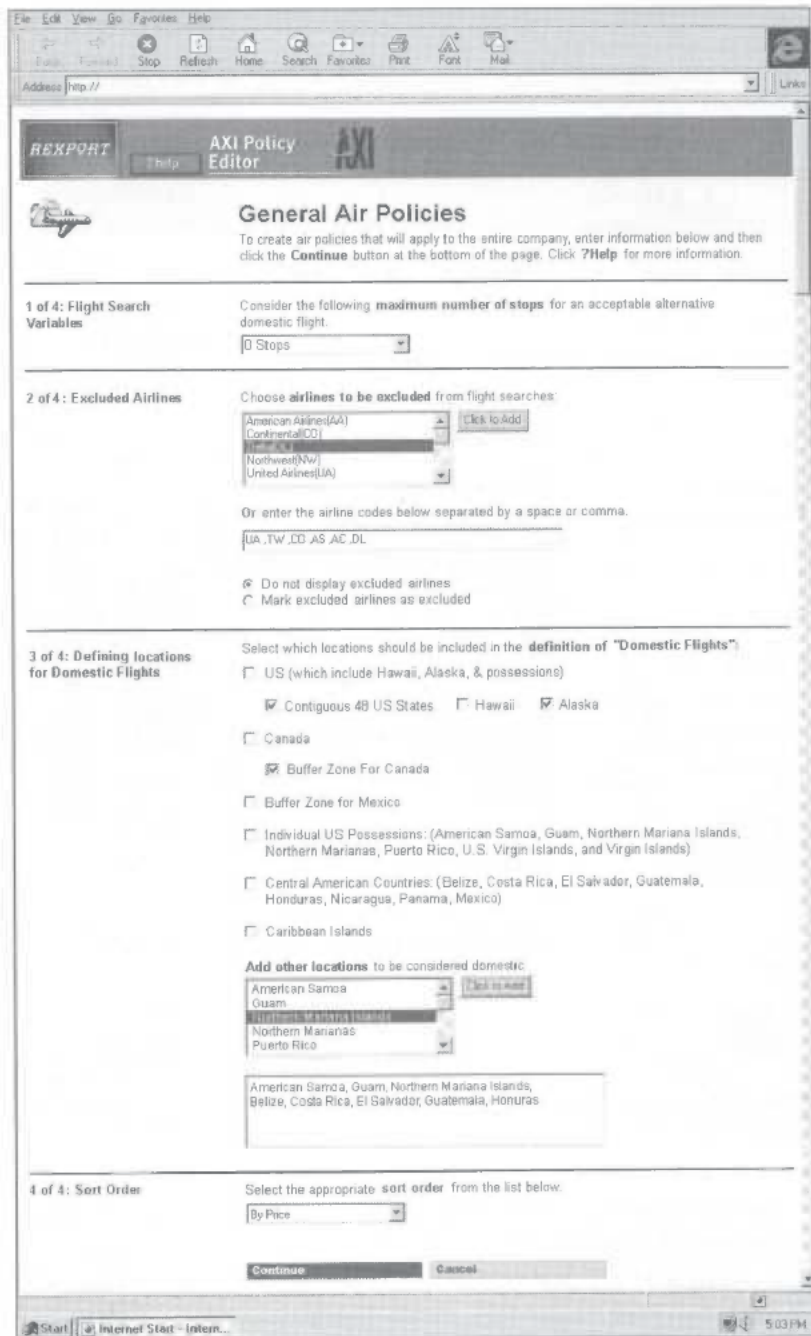 File Edit View Go Favorites Help
Back Forward Stop Refresh Home Search Favorites Print Font Mail
Address http:// Links
REXPORT ?Help AXI Policy Editor AXI
General Air Policies
To create air policies that will apply to the entire company, enter information below and then
click the Continue button at the bottom of the page. Click ?Help for more information.
1 of 4: Flight Search
Variables
Consider the following maximum number of stops for an acceptable alternative
domestic flight.
0 Stops
2 of 4: Excluded Airlines
Choose airlines to be excluded from flight searches:
Click to Add
American Airlines(AA)
Continental(CO)
Northwest(NW)
United Airlines(UA)
Or enter the airline codes below separated by a space or comma.
UA ,TW ,CO ,AS ,AC ,DL
Do not display excluded airlines
Mark excluded airlines as excluded
3 of 4: Defining locations
for Domestic Flights
Select which locations should be included in the definition of "Domestic Flights":
US (which include Hawaii, Alaska, & possessions)
Contiguous 48 US States Hawaii Alaska
Canada
Buffer Zone For Canada
Buffer Zone for Mexico
Individual US Possessions: (American Samoa, Guam, Northern Mariana Islands,
Northern Marianas, Puerto Rico, U.S. Virgin Islands, and Virgin Islands)
Central American Countries: (Belize, Costa Rica, El Salvador, Guatemala,
Honduras, Nicaragua, Panama, Mexico)
Caribbean Islands
Add other locations to be considered domestic
Click to Add
American Samoa
Guam
Northern Mariana Islands
Northern Marianas
Puerto Rico
American Samoa, Guam, Northern Mariana Islands,
Belize, Costa Rica, El Salvador, Guatemala, Honuras
4 of 4: Sort Order
Select the appropriate sort order from the list below.
By Price
Continue Cancel
Start Internet Start - Intern... 5:03 PM